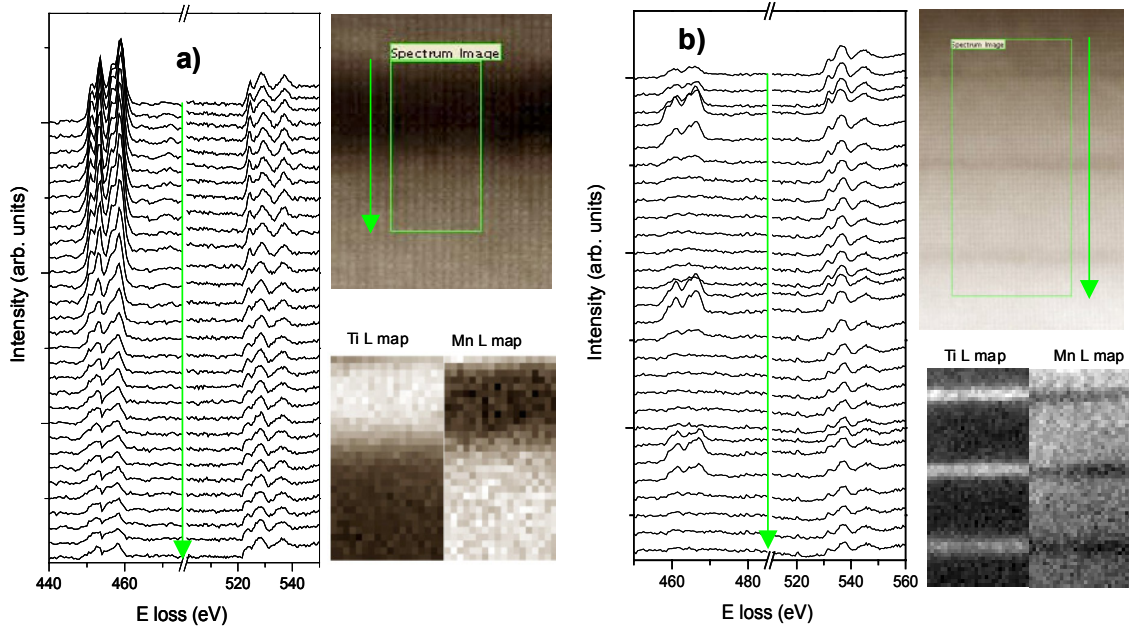 a)
Spectrum Image
Intensity (arb. units)
440 460 520 540
E loss (eV)
Ti L map Mn L map
b)
Spectrum Image
Intensity (arb. units)
460 480 520 540 560
E loss (eV)
Ti L map Mn L map